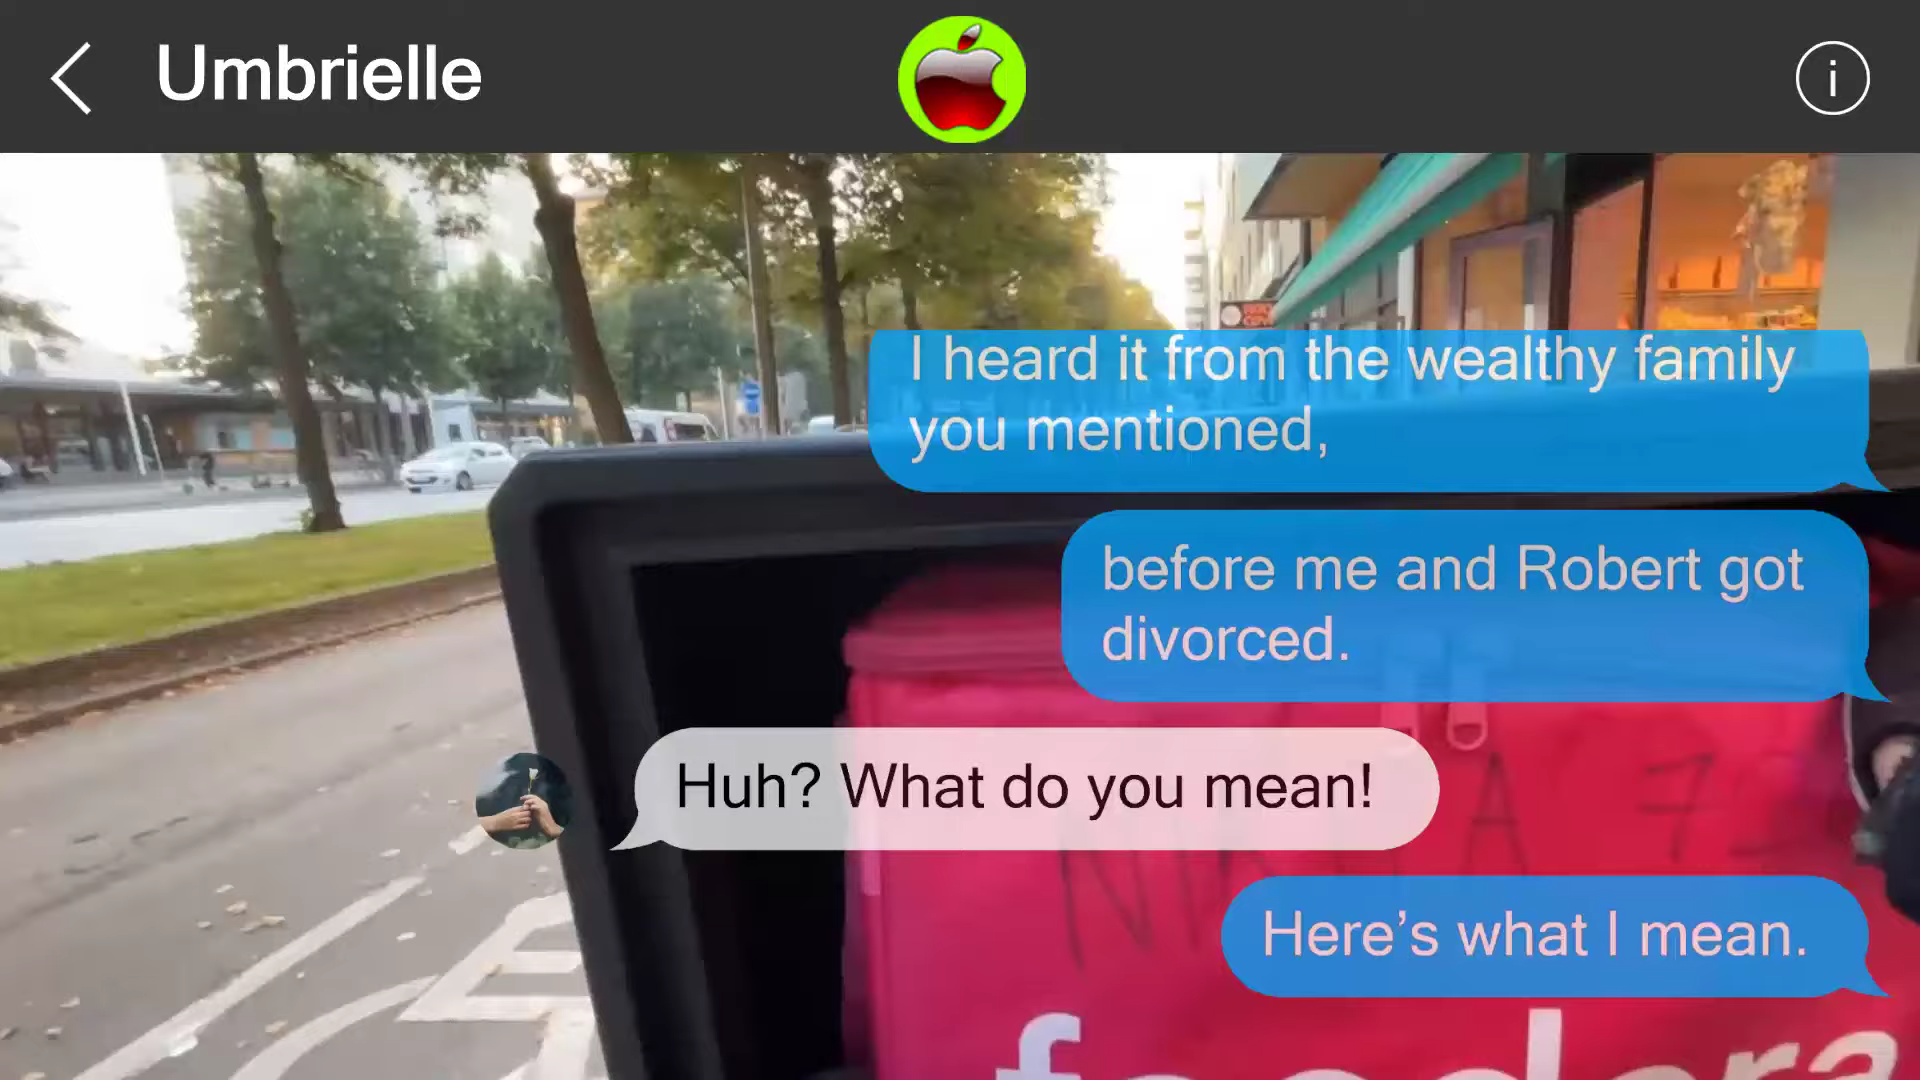 Umbrielle
i
I heard it from the wealthy family
you mentioned,
before me and Robert got
divorced.
Huh? What do you mean!
Here’s what I mean.
foodora